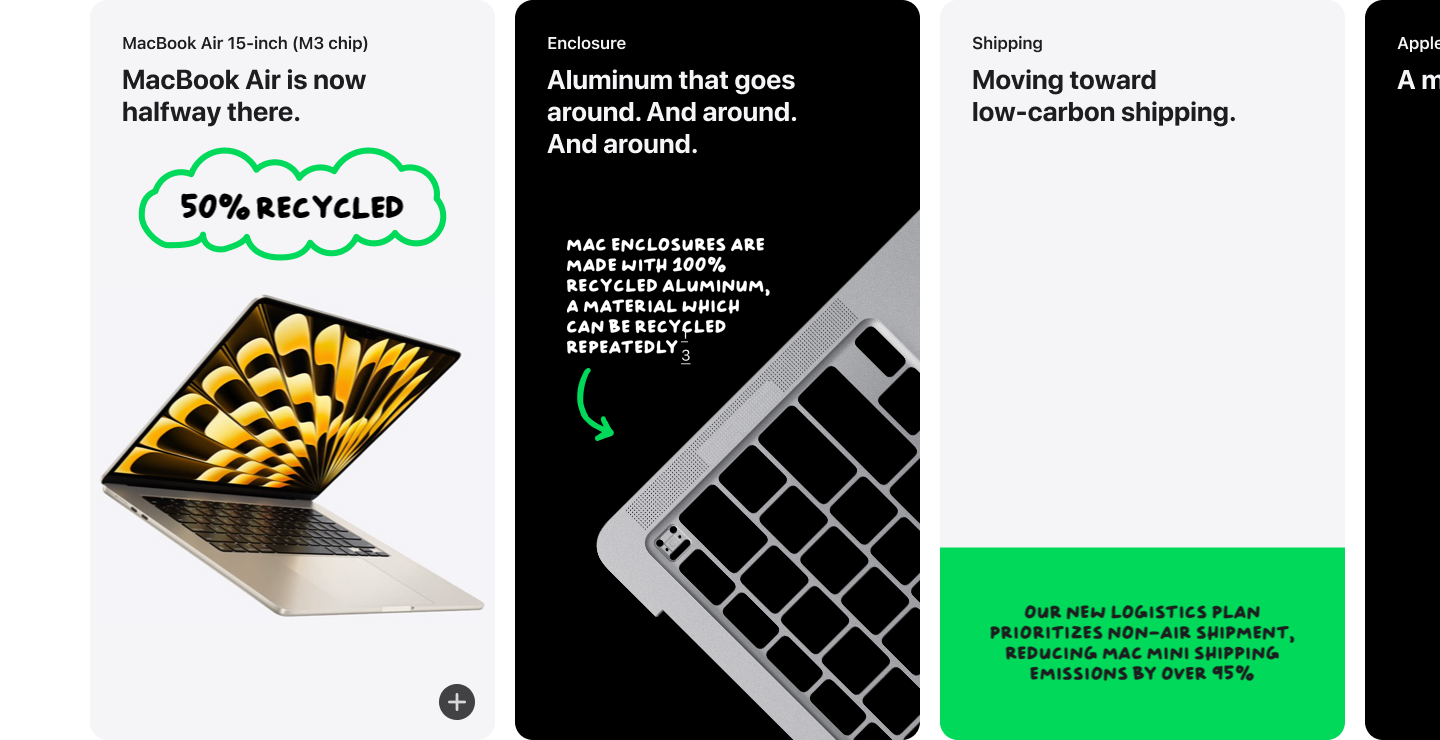 MacBook Air 15-inch (M3 chip)
MacBook Air is now
halfway there.
50% RECYCLED
Enclosure
Aluminum that goes
around. And around.
And around.
MAC ENCLOSURES ARE
MADE WITH 100%
RECYCLED ALUMINUM,
A MATERIAL WHICH
CAN BE RECYCLED
REPEATEDLY
3
Shipping
Moving toward
low-carbon shipping.
OUR NEW LOGISTICS PLAN
PRIORITIZES NON-AIR SHIPMENT,
REDUCING MAC MINI SHIPPING
EMISSIONS BY OVER 95%
Apple
A m